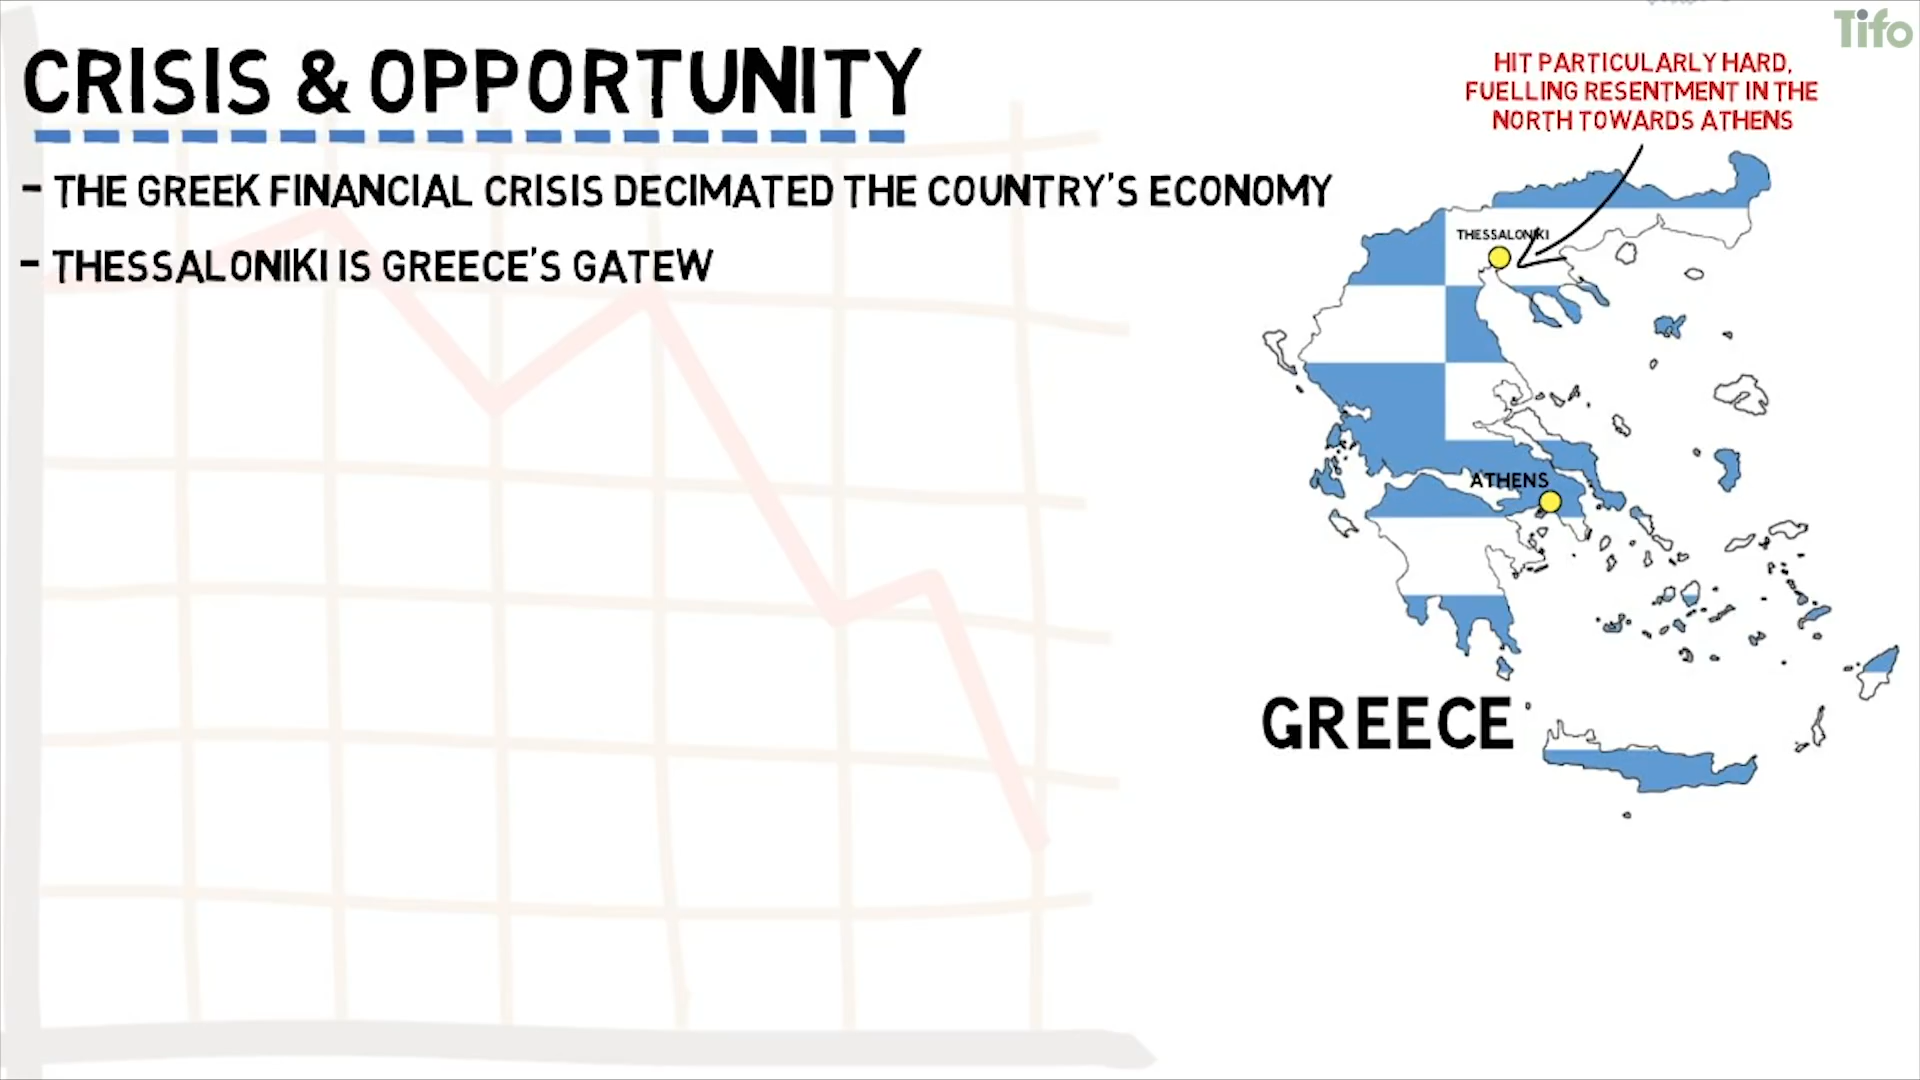 Tifo
CRISIS & OPPORTUNITY
HIT PARTICULARLY HARD,
FUELLING RESENTMENT IN THE
NORTH TOWARDS ATHENS
- THE GREEK FINANCIAL CRISIS DECIMATED THE COUNTRY'S ECONOMY
- THESSALONIKI IS GREECE'S GATEW
THESSALONIKI
ATHENS
GREECE